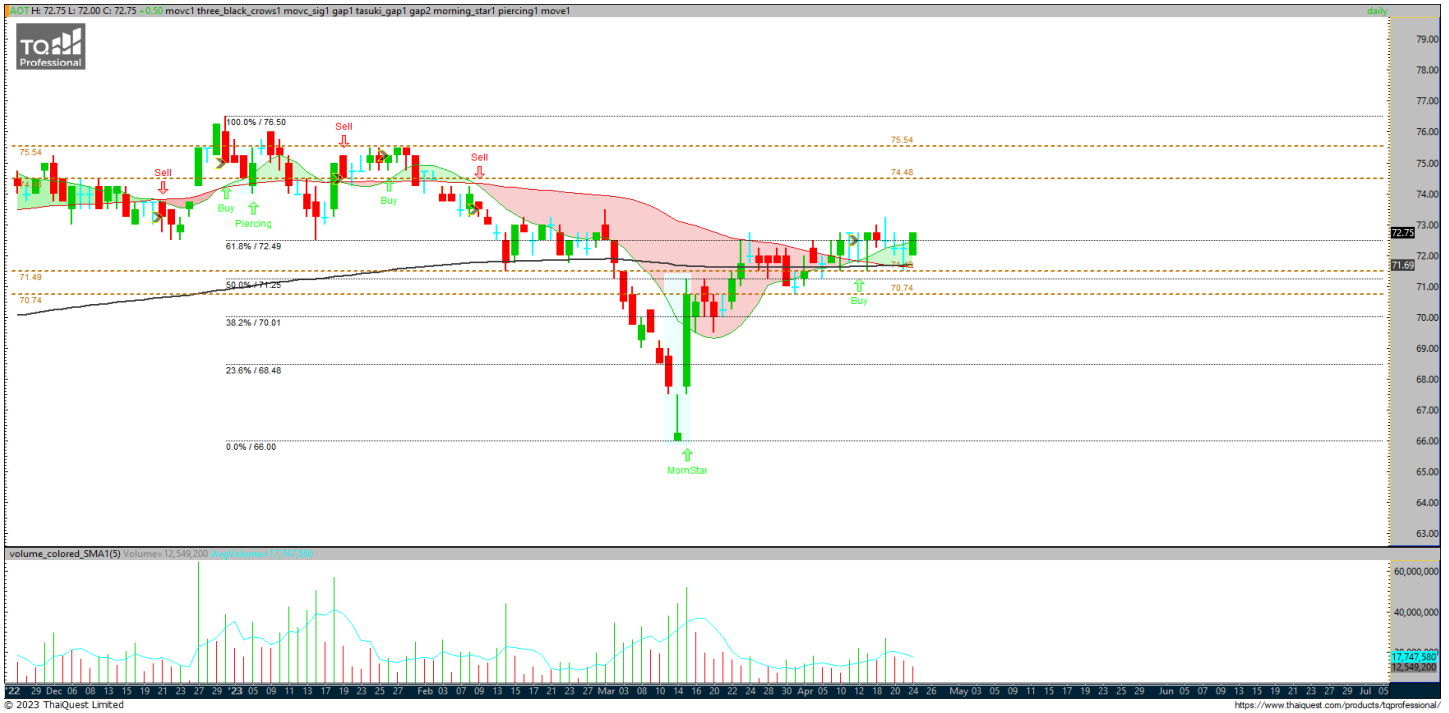 AOT H: 72.75 L: 72.00 C: 72.75 +0.50 movc1 three_black_crows1 movc_sig1 gap1 tasuki_gap1 gap2 morning_star1 piercing1 move1
daily
TQ
Professional
79.00
78.00
77.00
76.00
75.00
74.00
73.00
72.75
72.00
71.69
71.00
70.00
69.00
68.00
67.00
66.00
65.00
64.00
63.00
100.0% / 76.50
Sell
75.54
75.54
Sell
Sell
74.48
Buy
Buy
Piercing
61.8% / 72.49
71.49
50.0% / 71.25
70.74
70.74
Buy
38.2% / 70.01
23.6% / 68.48
0.0% / 66.00
MornStar
volume_colored_SMA1(5) Volume=12,549,200 AvgVolume=17,747,580
60,000,000
40,000,000
17,747,580
12,549,200
'22 29 Dec 06 08 13 15 19 21 23 27 29 '23 05 09 11 13 17 19 23 25 27 Feb 03 07 09 13 15 17 21 23 27 Mar 03 08 10 14 16 20 22 24 28 30 Apr 05 10 12 18 20 24 26 May 03 05 09 11 15 17 19 23 25 29 Jun 05 07 09 13 15 19 21 23 27 29 Jul 05
© 2023 ThaiQuest Limited
https://www.thaiquest.com/products/tqprofessional/